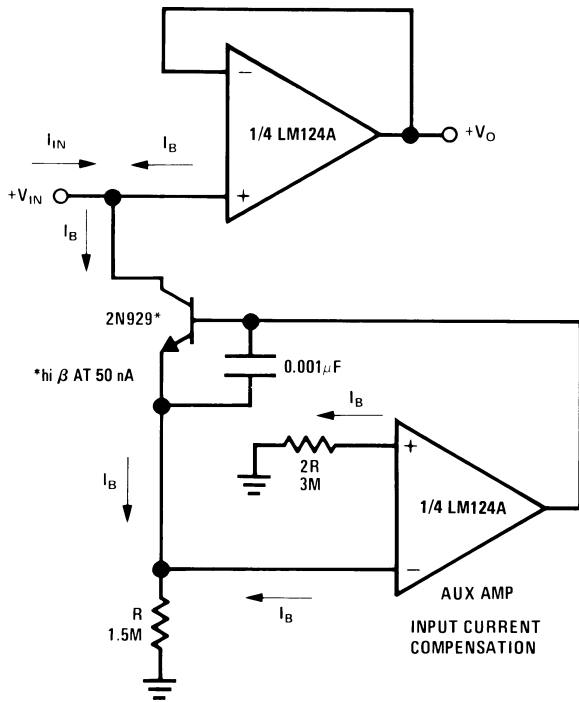 −
1/4 LM124A
+
+V_O
I_IN
I_B
+V_IN
I_B
2N929*
0.001μF
*hi β AT 50 nA
I_B
+
2R
3M
1/4 LM124A
I_B
−
I_B
AUX AMP
R
1.5M
INPUT CURRENT
COMPENSATION